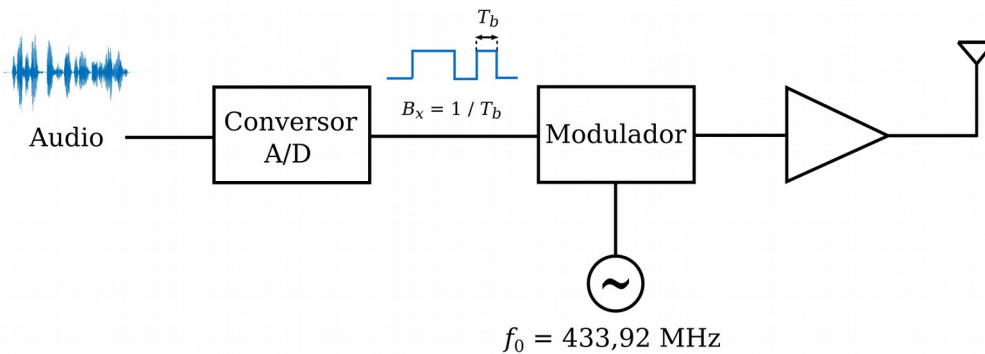 T_b
B_x = 1 / T_b
Audio
Conversor
A/D
Modulador
~
f_0 = 433,92 MHz